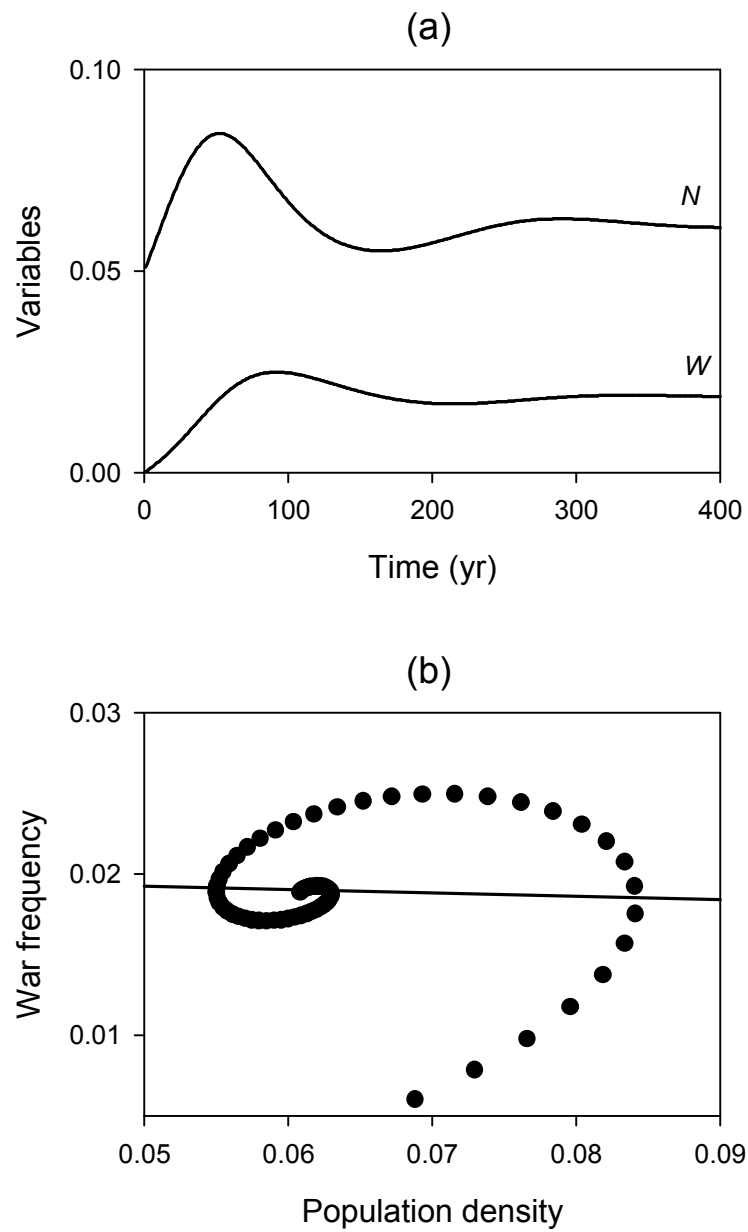 (a)
0.10
0.05
0.00
Variables
N
W
0 100 200 300 400
Time (yr)
(b)
0.03
0.02
0.01
War frequency
0.05 0.06 0.07 0.08 0.09
Population density